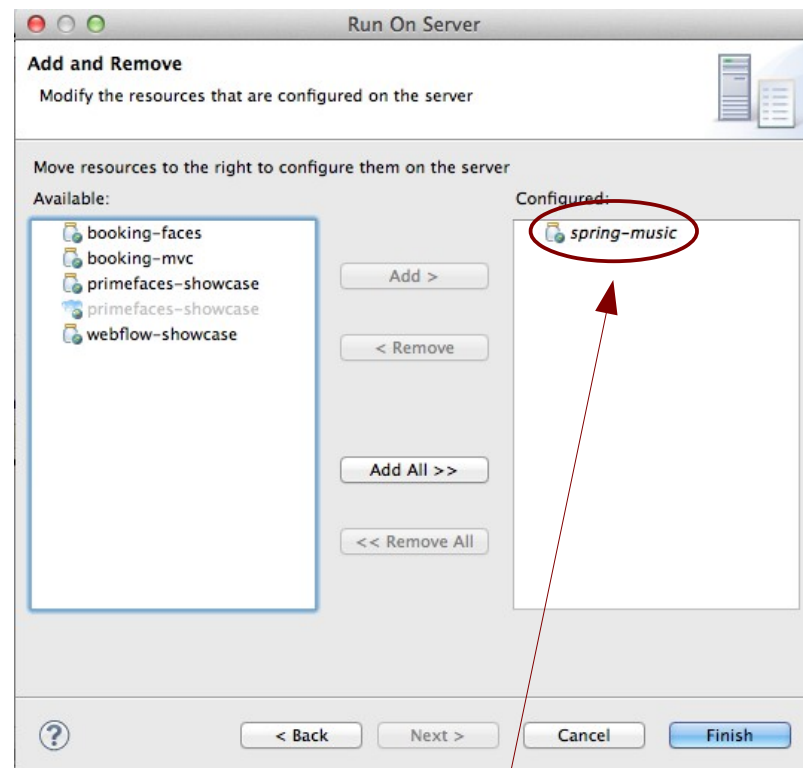 Run On Server
Add and Remove
Modify the resources that are configured on the server
Move resources to the right to configure them on the server
Available:
Configured:
booking-faces
booking-mvc
primefaces-showcase
primefaces-showcase
webflow-showcase
spring-music
Add >
< Remove
Add All >>
<< Remove All
?
< Back
Next >
Cancel
Finish